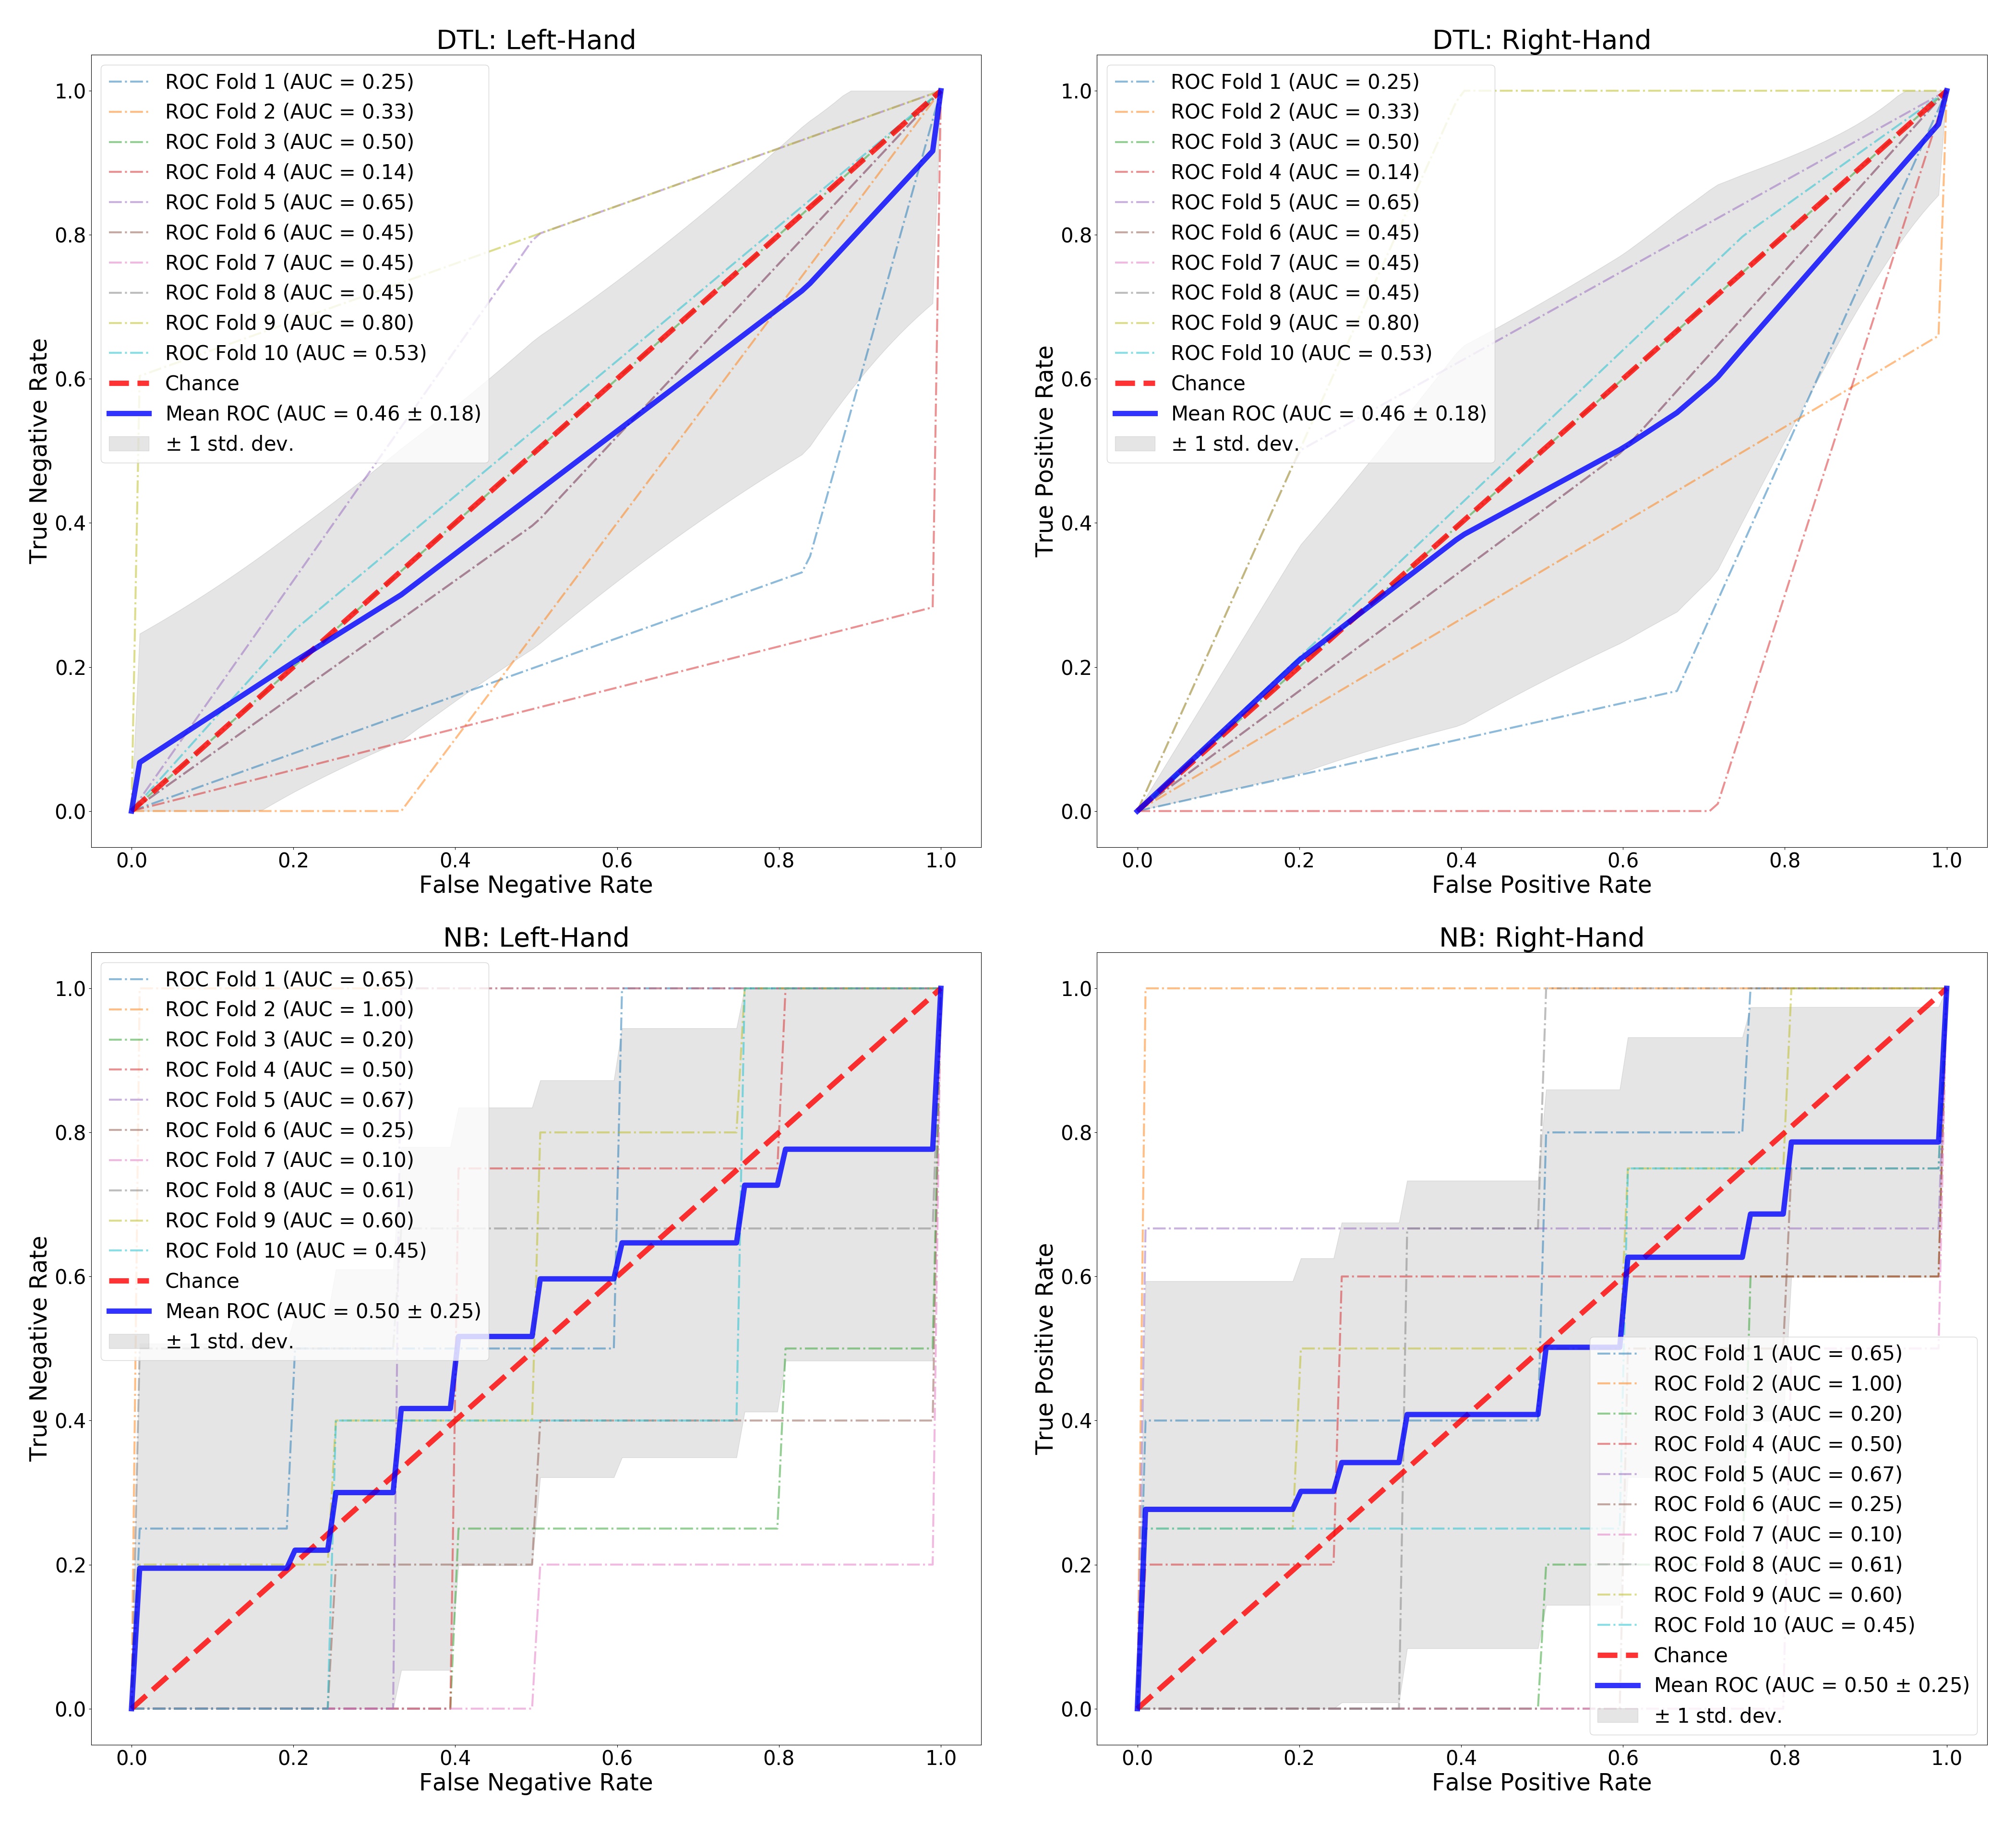 DTL: Left-Hand
ROC Fold 1 (AUC = 0.25)
ROC Fold 2 (AUC = 0.33)
ROC Fold 3 (AUC = 0.50)
ROC Fold 4 (AUC = 0.14)
ROC Fold 5 (AUC = 0.65)
ROC Fold 6 (AUC = 0.45)
ROC Fold 7 (AUC = 0.45)
ROC Fold 8 (AUC = 0.45)
ROC Fold 9 (AUC = 0.80)
ROC Fold 10 (AUC = 0.53)
Chance
Mean ROC (AUC = 0.46 ± 0.18)
± 1 std. dev.
True Negative Rate
1.0
0.8
0.6
0.4
0.2
0.0
0.0 0.2 0.4 0.6 0.8 1.0
False Negative Rate
DTL: Right-Hand
ROC Fold 1 (AUC = 0.25)
ROC Fold 2 (AUC = 0.33)
ROC Fold 3 (AUC = 0.50)
ROC Fold 4 (AUC = 0.14)
ROC Fold 5 (AUC = 0.65)
ROC Fold 6 (AUC = 0.45)
ROC Fold 7 (AUC = 0.45)
ROC Fold 8 (AUC = 0.45)
ROC Fold 9 (AUC = 0.80)
ROC Fold 10 (AUC = 0.53)
Chance
Mean ROC (AUC = 0.46 ± 0.18)
± 1 std. dev.
True Positive Rate
1.0
0.8
0.6
0.4
0.2
0.0
0.0 0.2 0.4 0.6 0.8 1.0
False Positive Rate
NB: Left-Hand
ROC Fold 1 (AUC = 0.65)
ROC Fold 2 (AUC = 1.00)
ROC Fold 3 (AUC = 0.20)
ROC Fold 4 (AUC = 0.50)
ROC Fold 5 (AUC = 0.67)
ROC Fold 6 (AUC = 0.25)
ROC Fold 7 (AUC = 0.10)
ROC Fold 8 (AUC = 0.61)
ROC Fold 9 (AUC = 0.60)
ROC Fold 10 (AUC = 0.45)
Chance
Mean ROC (AUC = 0.50 ± 0.25)
± 1 std. dev.
True Negative Rate
1.0
0.8
0.6
0.4
0.2
0.0
0.0 0.2 0.4 0.6 0.8 1.0
False Negative Rate
NB: Right-Hand
ROC Fold 1 (AUC = 0.65)
ROC Fold 2 (AUC = 1.00)
ROC Fold 3 (AUC = 0.20)
ROC Fold 4 (AUC = 0.50)
ROC Fold 5 (AUC = 0.67)
ROC Fold 6 (AUC = 0.25)
ROC Fold 7 (AUC = 0.10)
ROC Fold 8 (AUC = 0.61)
ROC Fold 9 (AUC = 0.60)
ROC Fold 10 (AUC = 0.45)
Chance
Mean ROC (AUC = 0.50 ± 0.25)
± 1 std. dev.
True Positive Rate
1.0
0.8
0.6
0.4
0.2
0.0
0.0 0.2 0.4 0.6 0.8 1.0
False Positive Rate